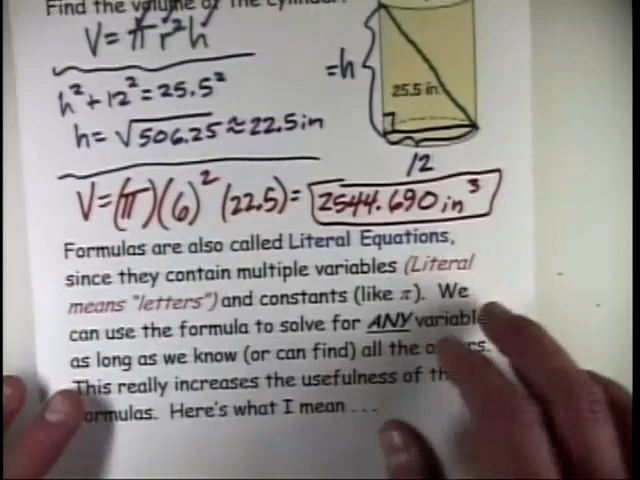 Find the volume of the cylinder.
V = πr²h
h² + 12² = 25.5²
=h
25.5 in
h = √506.25 ≈ 22.5 in
12
V = (π)(6)²(22.5) = 2544.690 in³
Formulas are also called Literal Equations,
since they contain multiple variables (Literal
means "letters") and constants (like π). We
can use the formula to solve for ANY variable
as long as we know (or can find) all the others.
This really increases the usefulness of the
formulas. Here's what I mean ...